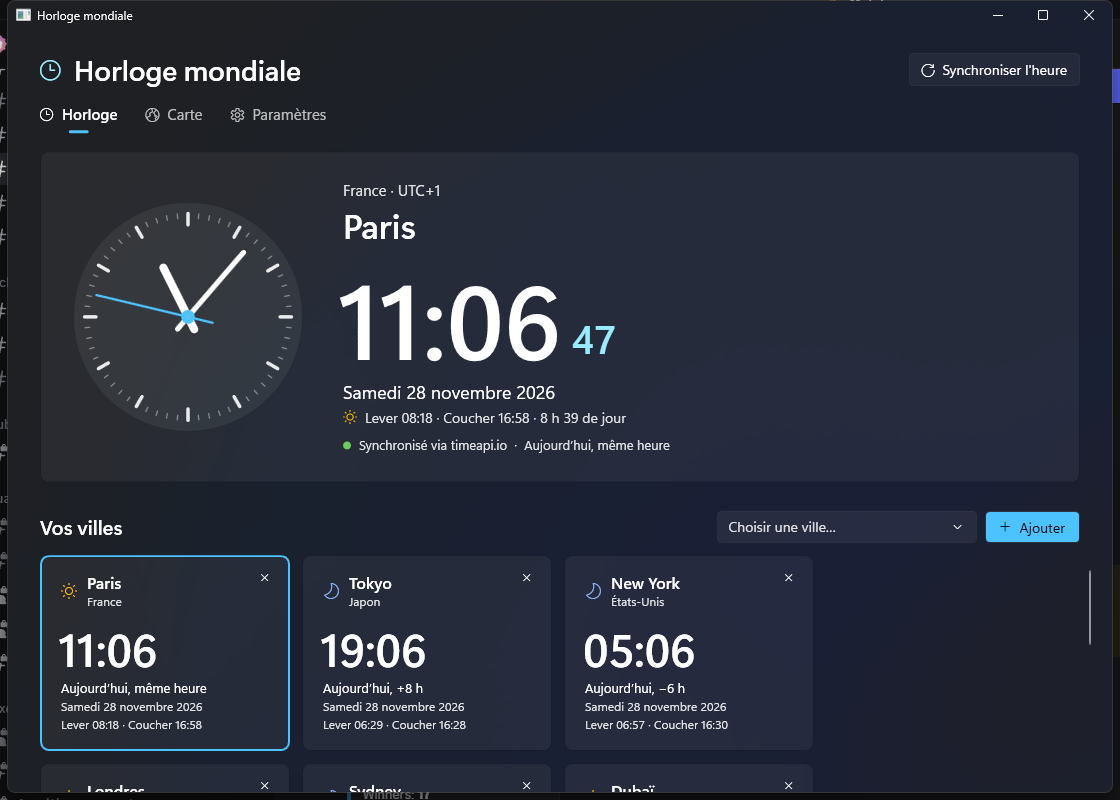 Horloge mondiale
Horloge mondiale
Synchroniser l'heure
Horloge
Carte
Paramètres
France · UTC+1
Paris
11:06 47
Samedi 28 novembre 2026
Lever 08:18 · Coucher 16:58 · 8 h 39 de jour
Synchronisé via timeapi.io · Aujourd’hui, même heure
Vos villes
Choisir une ville...
Ajouter
Paris
France
11:06
Aujourd’hui, même heure
Samedi 28 novembre 2026
Lever 08:18 · Coucher 16:58
Tokyo
Japon
19:06
Aujourd’hui, +8 h
Samedi 28 novembre 2026
Lever 06:29 · Coucher 16:28
New York
États-Unis
05:06
Aujourd’hui, −6 h
Samedi 28 novembre 2026
Lever 06:57 · Coucher 16:30
Londres
Sydney
Dubaï
Winners: 17